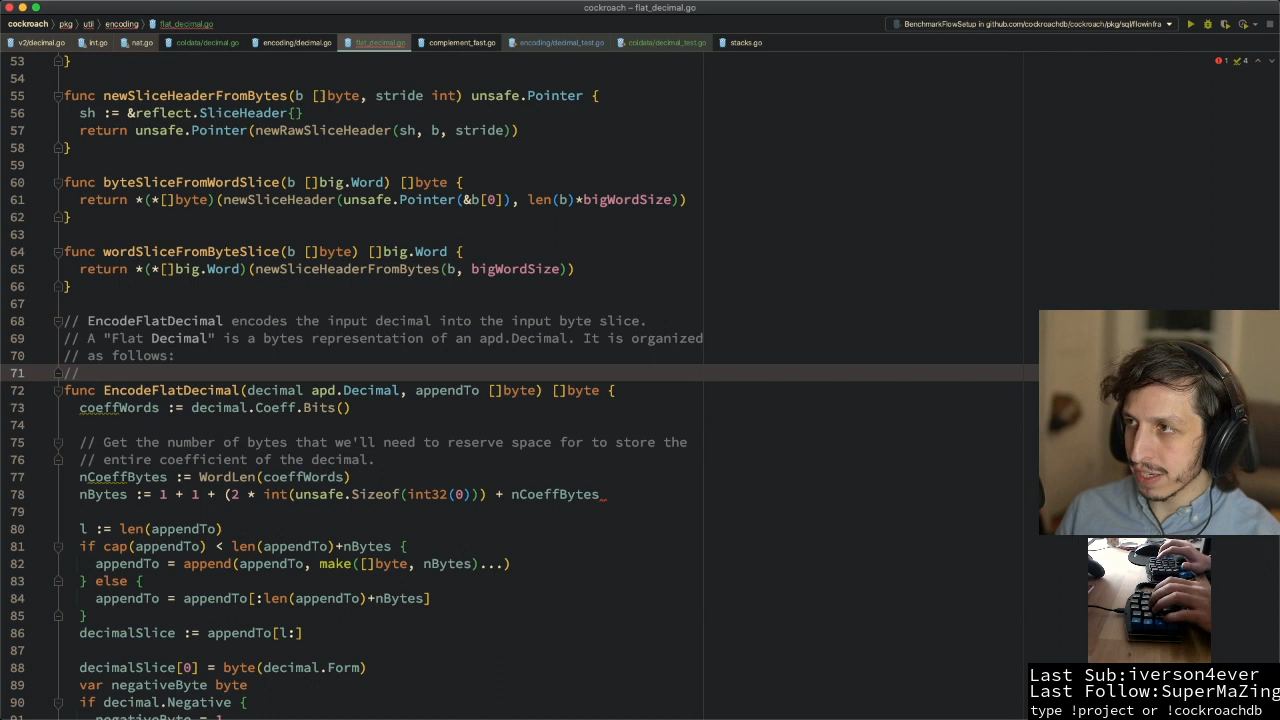 cockroach – flat_decimal.go
cockroach pkg util encoding flat_decimal.go BenchmarkFlowSetup in github.com/cockroachdb/cockroach/pkg/sql/flowinfra
v2/decimal.go int.go nat.go coldata/decimal.go encoding/decimal.go flat_decimal.go complement_fast.go encoding/decimal_test.go coldata/decimal_test.go stacks.go
1 4
53 }
54
55 func newSliceHeaderFromBytes(b []byte, stride int) unsafe.Pointer {
56 sh := &reflect.SliceHeader{}
57 return unsafe.Pointer(newRawSliceHeader(sh, b, stride))
58 }
59
60 func byteSliceFromWordSlice(b []big.Word) []byte {
61 return *(*[]byte)(newSliceHeader(unsafe.Pointer(&b[0]), len(b)*bigWordSize))
62 }
63
64 func wordSliceFromByteSlice(b []byte) []big.Word {
65 return *(*[]big.Word)(newSliceHeaderFromBytes(b, bigWordSize))
66 }
67
68 // EncodeFlatDecimal encodes the input decimal into the input byte slice.
69 // A "Flat Decimal" is a bytes representation of an apd.Decimal. It is organized
70 // as follows:
71 //
72 func EncodeFlatDecimal(decimal apd.Decimal, appendTo []byte) []byte {
73 coeffWords := decimal.Coeff.Bits()
74
75 // Get the number of bytes that we'll need to reserve space for to store the
76 // entire coefficient of the decimal.
77 nCoeffBytes := WordLen(coeffWords)
78 nBytes := 1 + 1 + (2 * int(unsafe.Sizeof(int32(0))) + nCoeffBytes
79
80 l := len(appendTo)
81 if cap(appendTo) < len(appendTo)+nBytes {
82 appendTo = append(appendTo, make([]byte, nBytes)...)
83 } else {
84 appendTo = appendTo[:len(appendTo)+nBytes]
85 }
86 decimalSlice := appendTo[l:]
87
88 decimalSlice[0] = byte(decimal.Form)
89 var negativeByte byte
90 if decimal.Negative {
91 negativeByte = 1
Last Sub:iverson4ever
Last Follow:SuperMaZing
type !project or !cockroachdb